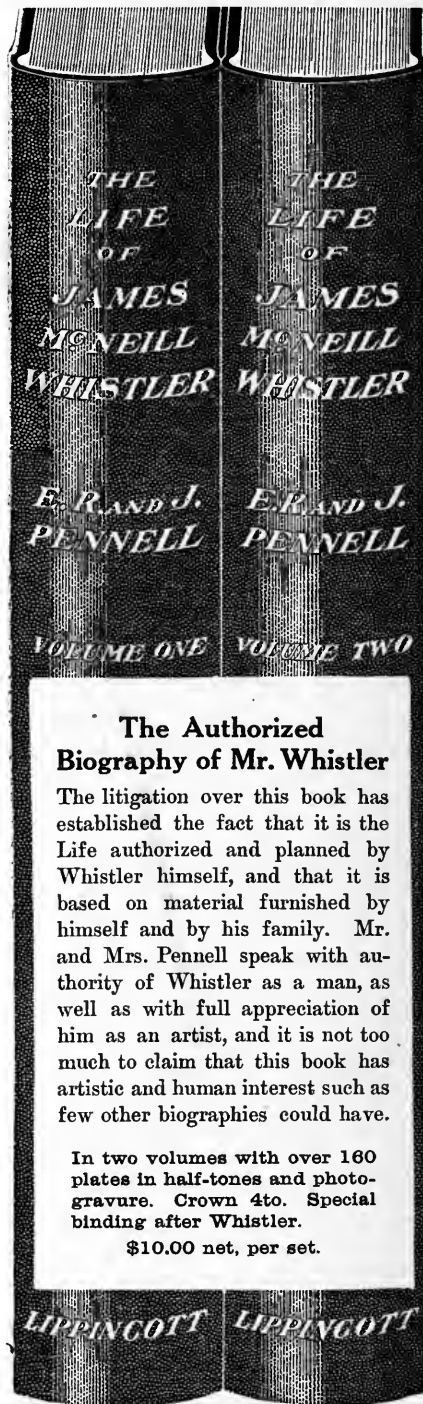 THE
LIFE
OF
JAMES
McNEILL
WHISTLER
E. R. AND J.
PENNELL
VOLUME ONE
THE
LIFE
OF
JAMES
McNEILL
WHISTLER
E. R. AND J.
PENNELL
VOLUME TWO
The Authorized
Biography of Mr. Whistler
The litigation over this book has
established the fact that it is the
Life authorized and planned by
Whistler himself, and that it is
based on material furnished by
himself and by his family. Mr.
and Mrs. Pennell speak with au-
thority of Whistler as a man, as
well as with full appreciation of
him as an artist, and it is not too
much to claim that this book has
artistic and human interest such as
few other biographies could have.
In two volumes with over 160
plates in half-tones and photo-
gravure. Crown 4to. Special
binding after Whistler.
$10.00 net, per set.
LIPPINCOTT
LIPPINCOTT